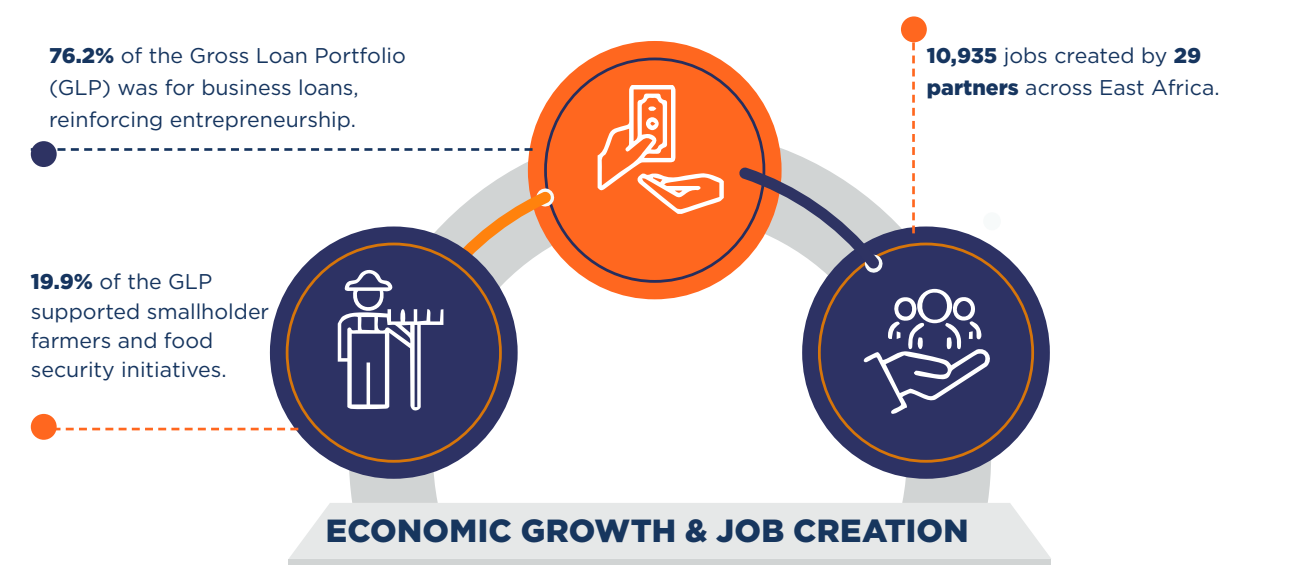 76.2% of the Gross Loan Portfolio
(GLP) was for business loans,
reinforcing entrepreneurship.
10,935 jobs created by 29
partners across East Africa.
19.9% of the GLP
supported smallholder
farmers and food
security initiatives.
ECONOMIC GROWTH & JOB CREATION